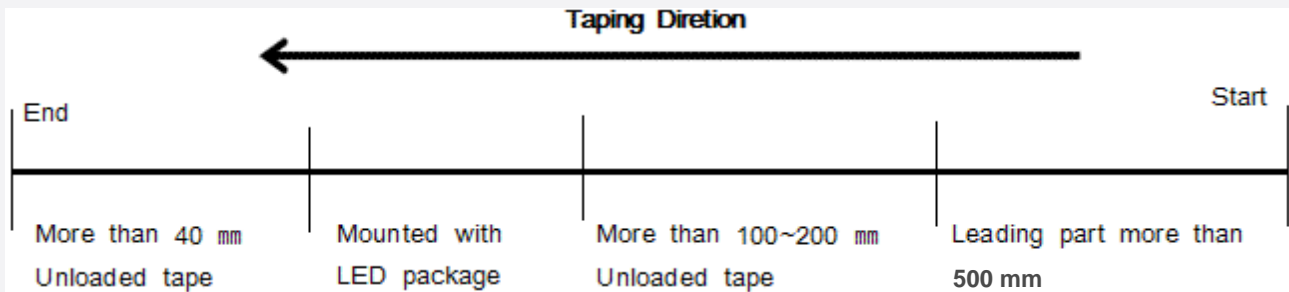 Taping Diretion
End
Start
More than 40 ㎜
Unloaded tape
Mounted with
LED package
More than 100~200 ㎜
Unloaded tape
Leading part more than
500 mm